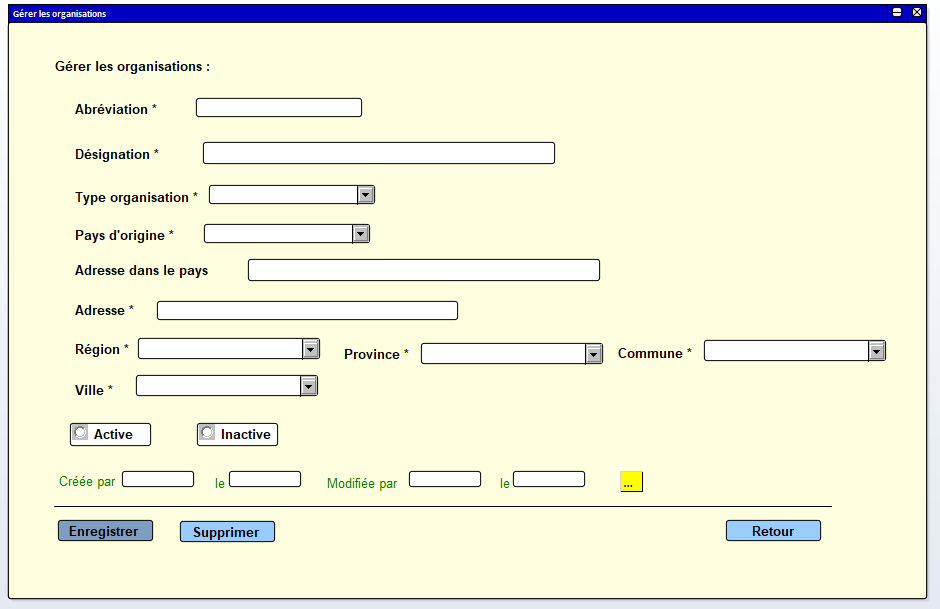 Gérer les organisations
Gérer les organisations :
Abréviation *
Désignation *
Type organisation *
Pays d'origine *
Adresse dans le pays
Adresse *
Région * Province * Commune *
Ville *
Active Inactive
Créée par le Modifiée par le ...
Enregistrer Supprimer Retour